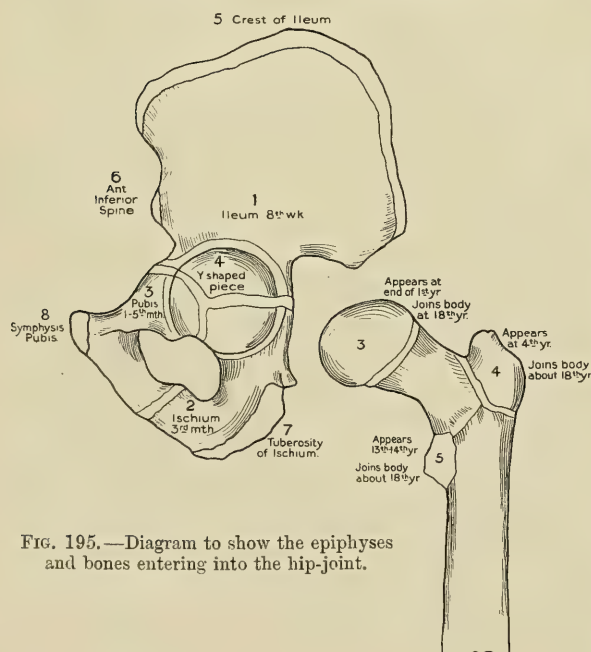 5 Crest of Ileum
6
Ant
Inferior
Spine
1
Ileum 8th wk
4
Y shaped
piece
3
Pubis
1-5th mth.
8
Symphysis
Pubis.
2
Ischium
3rd mth
7
Tuberosity
of Ischium.
Appears at
end of 1st yr
Joins body
at 18th yr.
3
Appears
at 4th yr.
4
Joins body
about 18th yr
Appears
13th-14th yr
5
Joins body
about 18th yr
FIG. 195.—Diagram to show the epiphyses
and bones entering into the hip-joint.